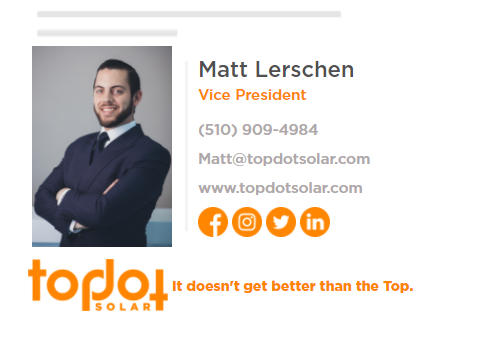 Matt Lerschen
Vice President
(510) 909-4984
Matt@topdotsolar.com
www.topdotsolar.com
topdot
SOLAR
It doesn't get better than the Top.